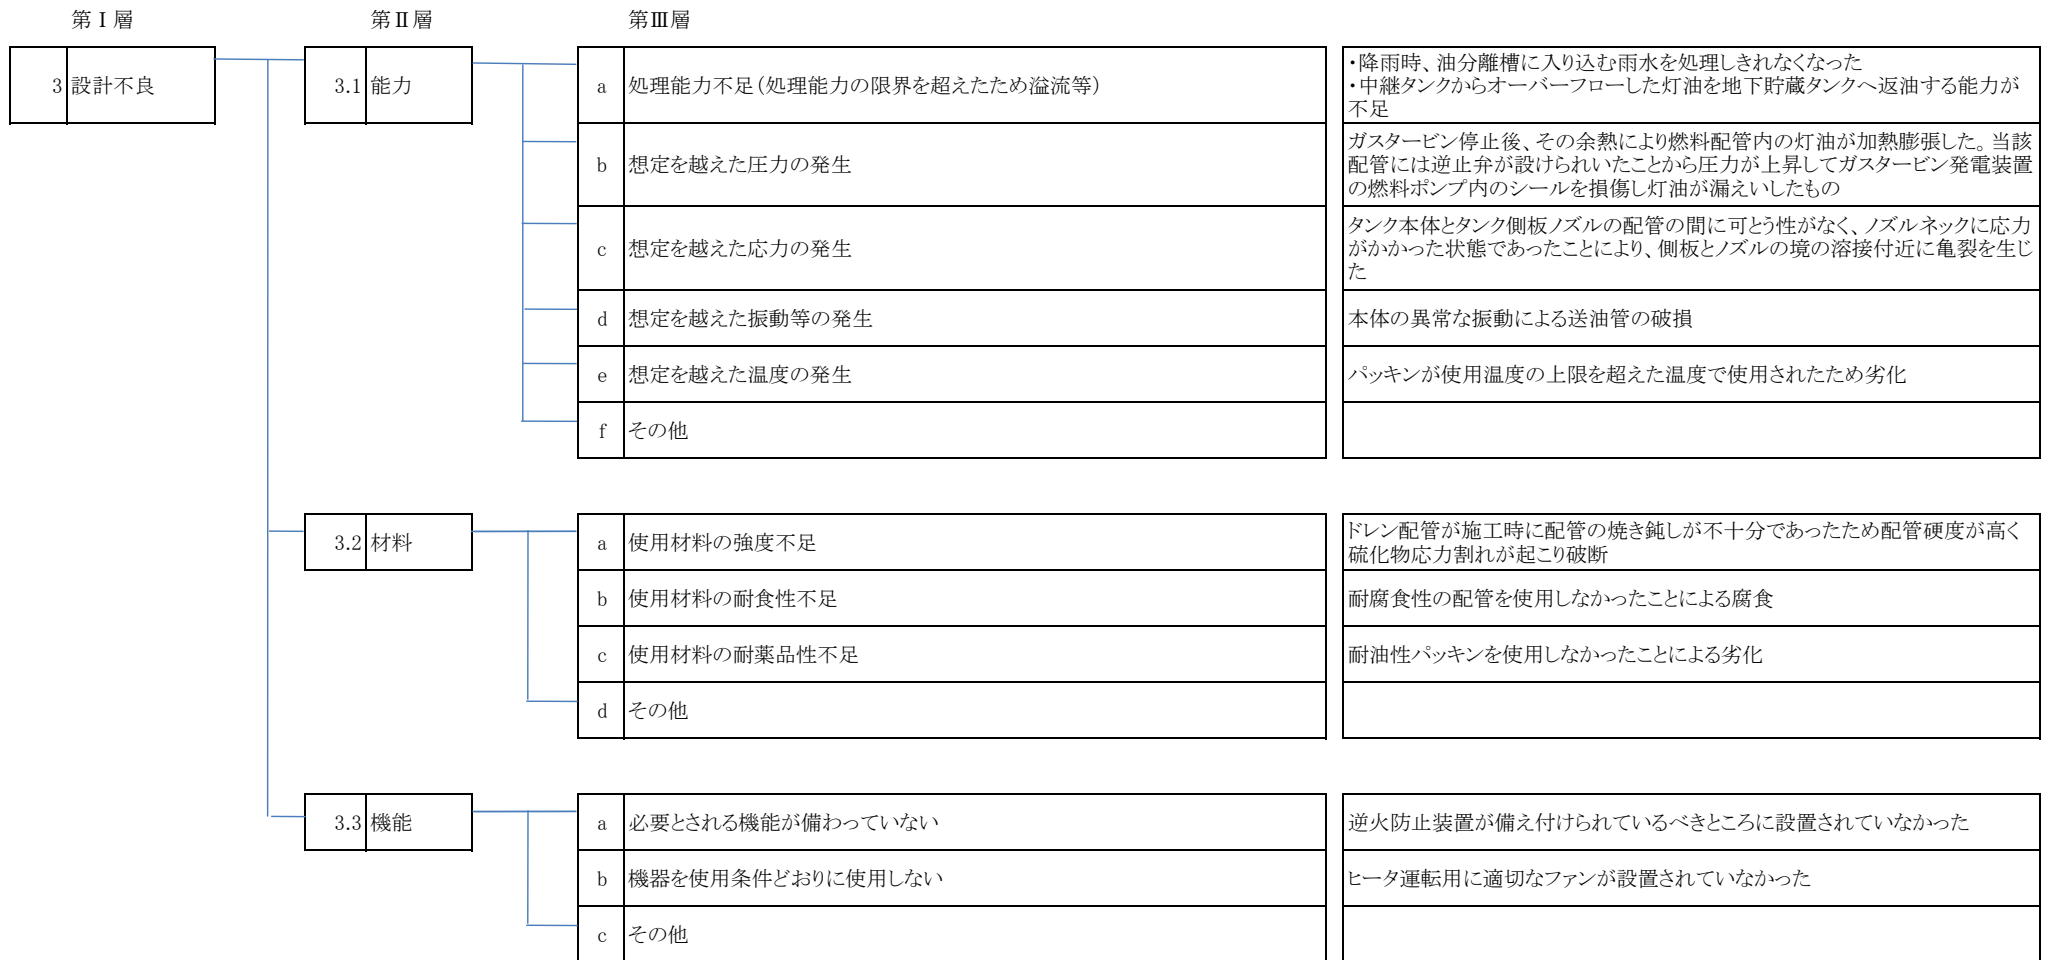 第Ⅰ層 第Ⅱ層 第Ⅲ層
3 設計不良 3.1 能力
a 処理能力不足(処理能力の限界を超えたため溢流等)
・降雨時、油分離槽に入り込む雨水を処理しきれなくなった
・中継タンクからオーバーフローした灯油を地下貯蔵タンクへ返油する能力が
不足
b 想定を越えた圧力の発生
ガスタービン停止後、その余熱により燃料配管内の灯油が加熱膨張した。当該
配管には逆止弁が設けられいたことから圧力が上昇してガスタービン発電装置
の燃料ポンプ内のシールを損傷し灯油が漏えいしたもの
c 想定を越えた応力の発生
タンク本体とタンク側板ノズルの配管の間に可とう性がなく、ノズルネックに応力
がかかった状態であったことにより、側板とノズルの境の溶接付近に亀裂を生じ
た
d 想定を越えた振動等の発生
本体の異常な振動による送油管の破損
e 想定を越えた温度の発生
パッキンが使用温度の上限を超えた温度で使用されたため劣化
f その他
3.2 材料
a 使用材料の強度不足
ドレン配管が施工時に配管の焼き鈍しが不十分であったため配管硬度が高く
硫化物応力割れが起こり破断
b 使用材料の耐食性不足
耐腐食性の配管を使用しなかったことによる腐食
c 使用材料の耐薬品性不足
耐油性パッキンを使用しなかったことによる劣化
d その他
3.3 機能
a 必要とされる機能が備わっていない
逆火防止装置が備え付けられているべきところに設置されていなかった
b 機器を使用条件どおりに使用しない
ヒータ運転用に適切なファンが設置されていなかった
c その他